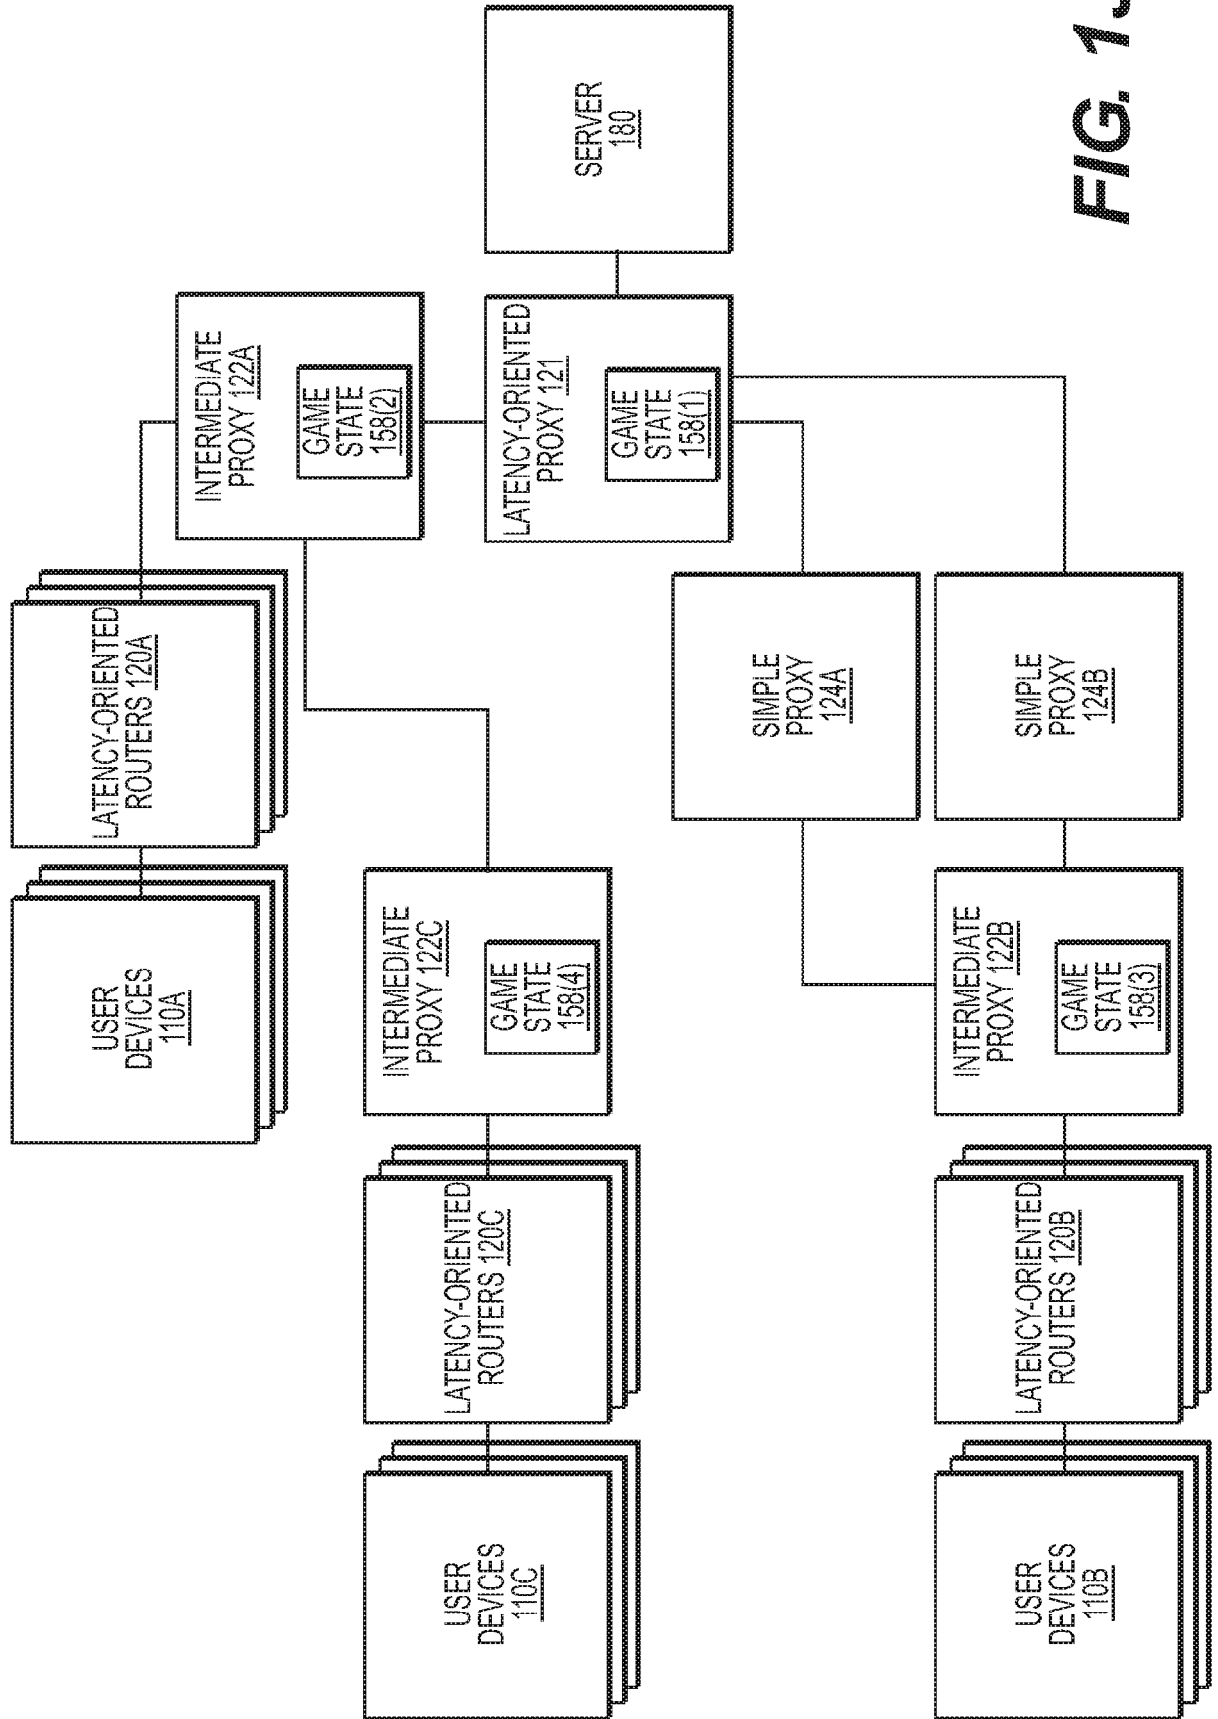 USER
DEVICES
110A
LATENCY-ORIENTED
ROUTERS 120A
INTERMEDIATE
PROXY 122A
GAME
STATE
158(2)
USER
DEVICES
110C
LATENCY-ORIENTED
ROUTERS 120C
INTERMEDIATE
PROXY 122C
GAME
STATE
158(4)
LATENCY-ORIENTED
PROXY 121
GAME
STATE
158(1)
SERVER
180
SIMPLE
PROXY
124A
USER
DEVICES
110B
LATENCY-ORIENTED
ROUTERS 120B
INTERMEDIATE
PROXY 122B
GAME
STATE
158(3)
SIMPLE
PROXY
124B
FIG.